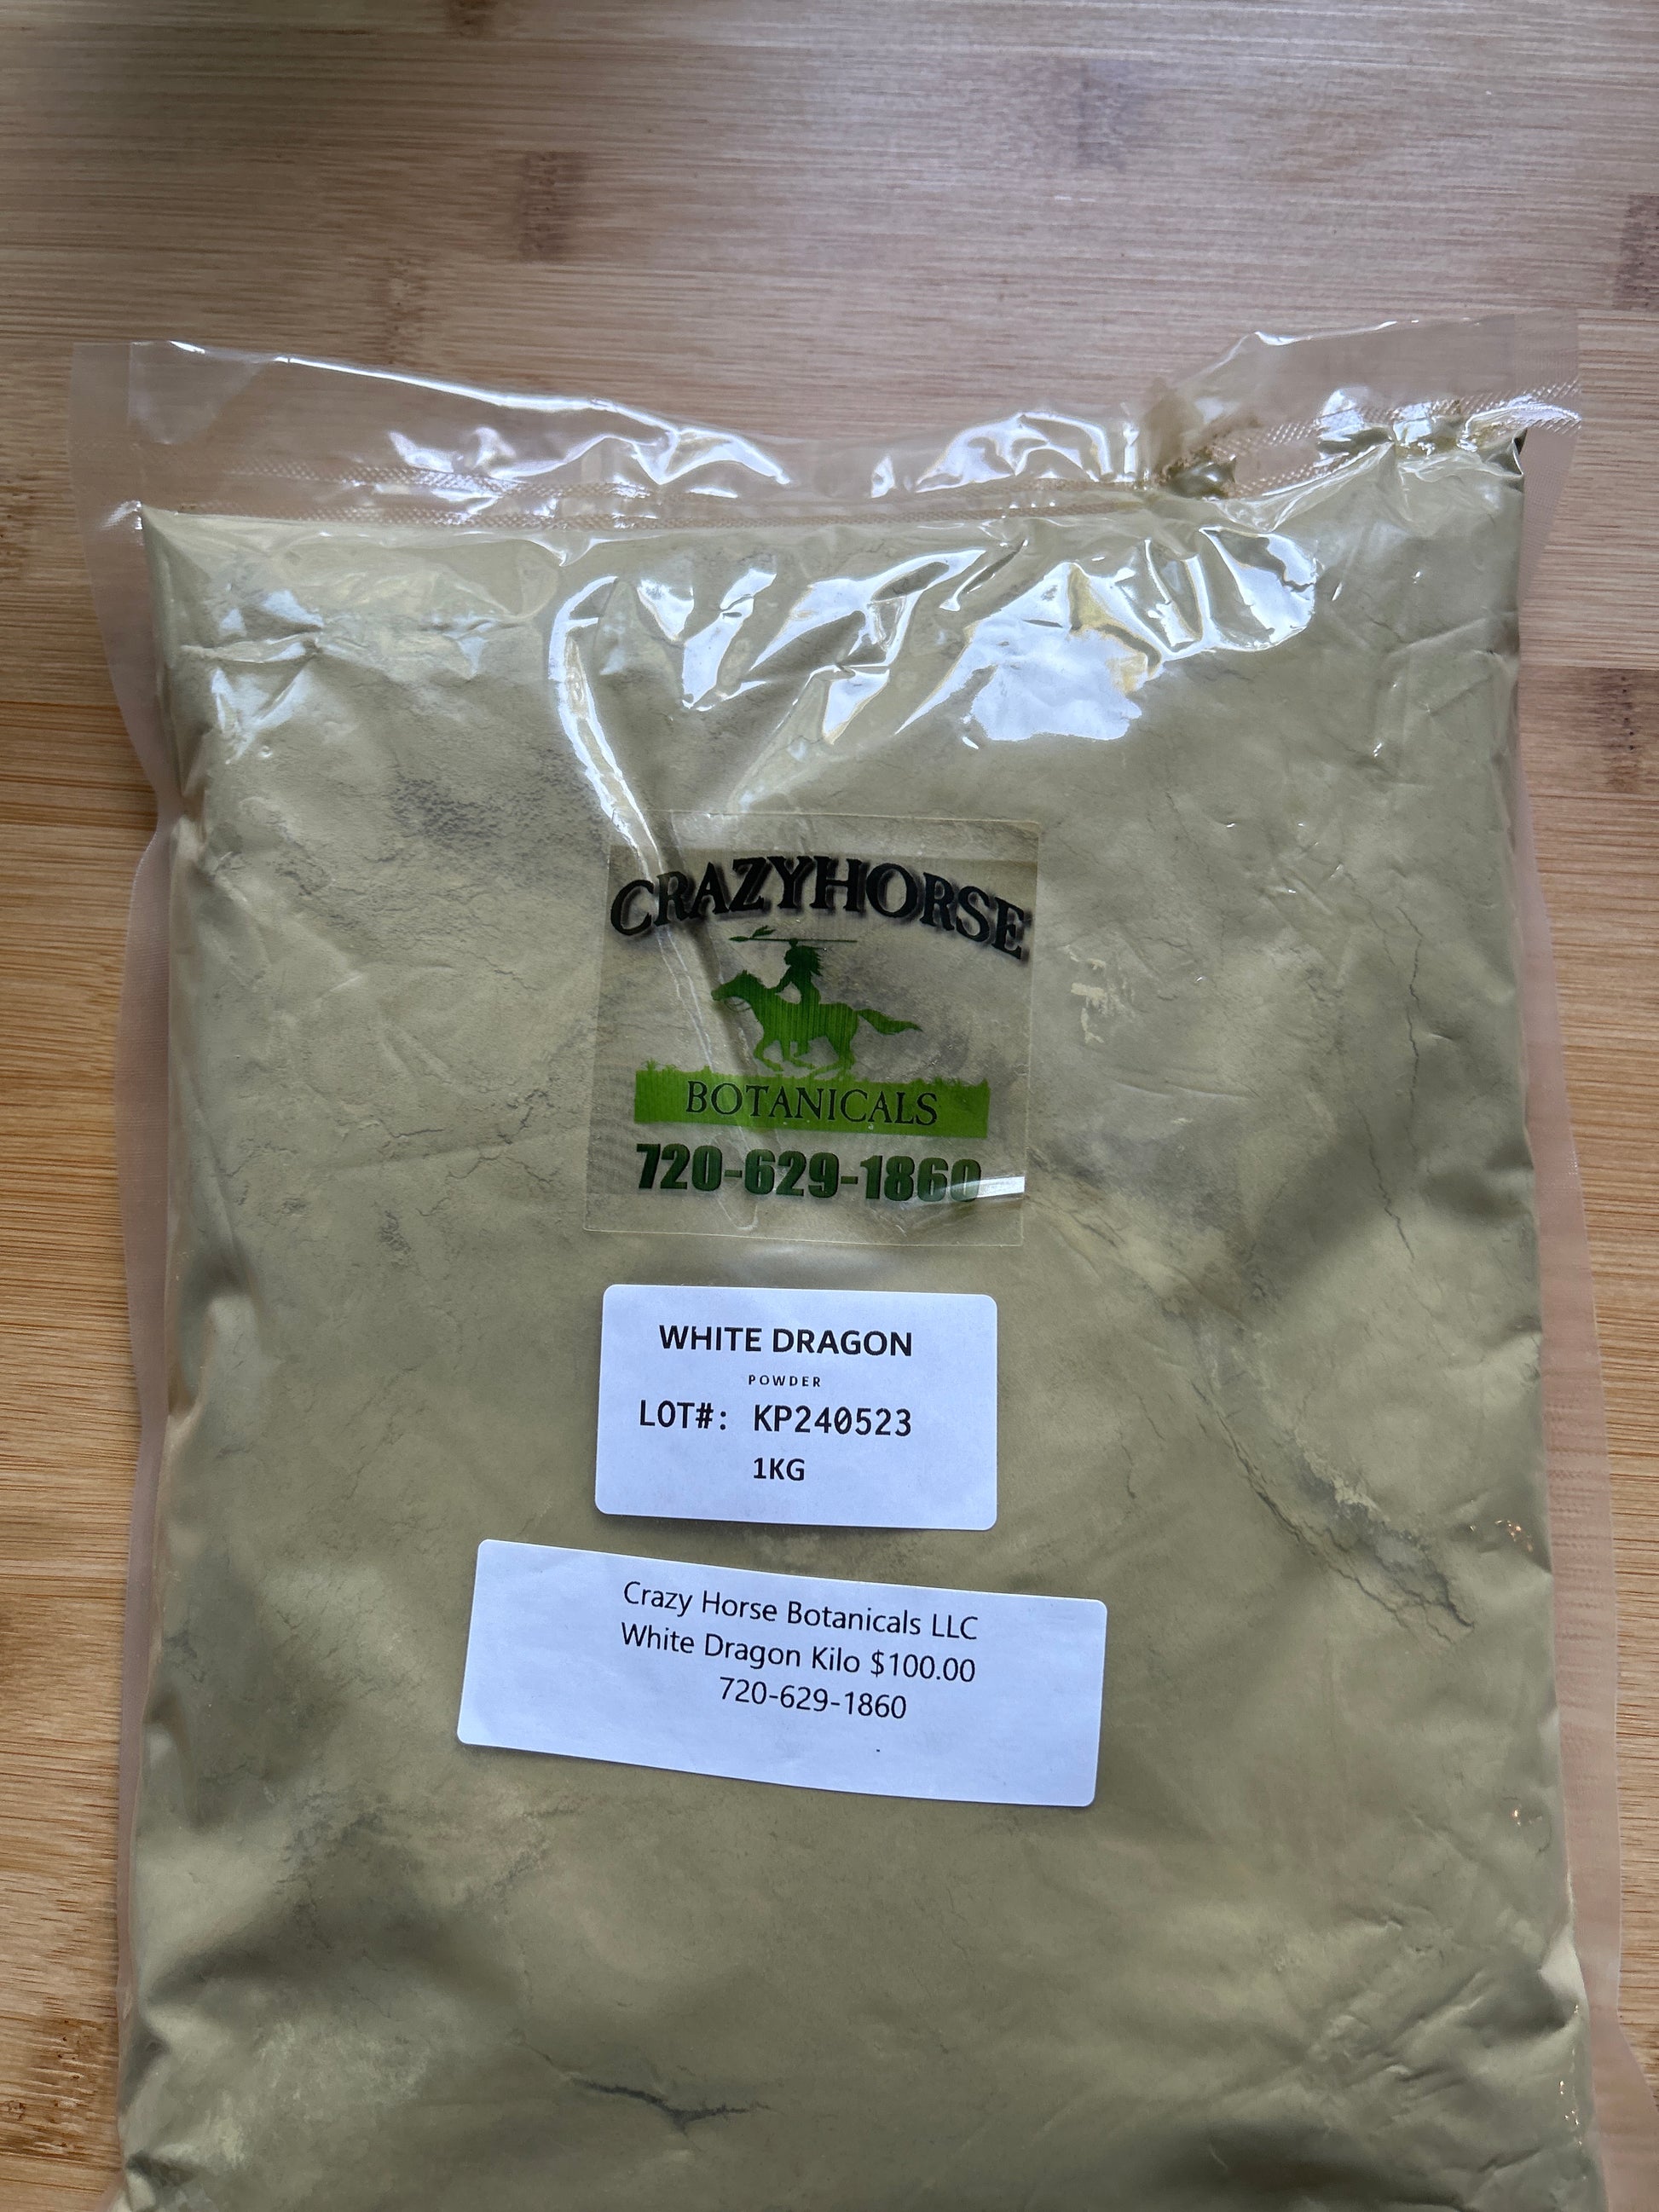 CRAZYHORSE
BOTANICALS
720-629-1860
WHITE DRAGON
POWDER
LOT#: KP240523
1KG
Crazy Horse Botanicals LLC
White Dragon Kilo $100.00
720-629-1860